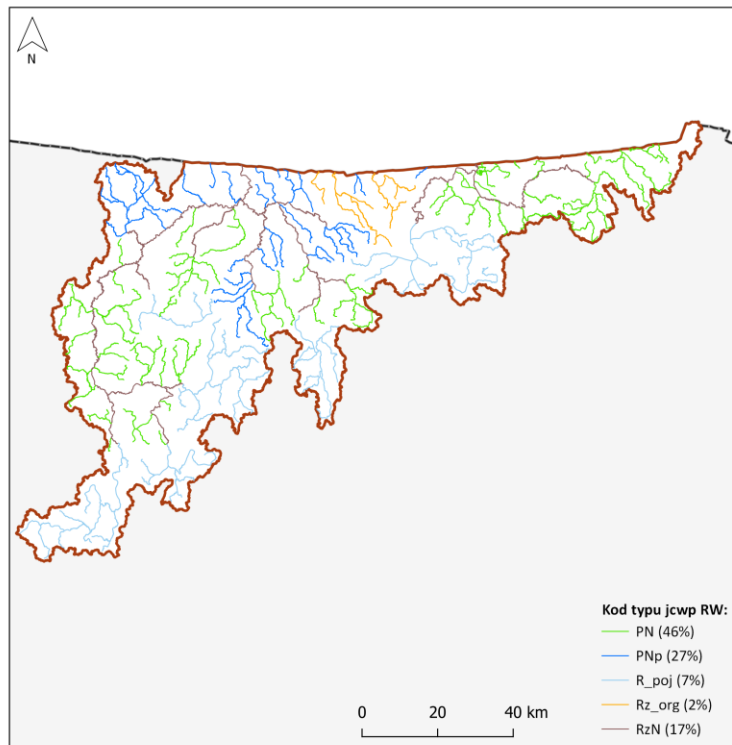 N
Kod typu jcwp RW:
PN (46%)
PNp (27%)
R_poj (7%)
Rz_org (2%)
RzN (17%)
0 20 40 km